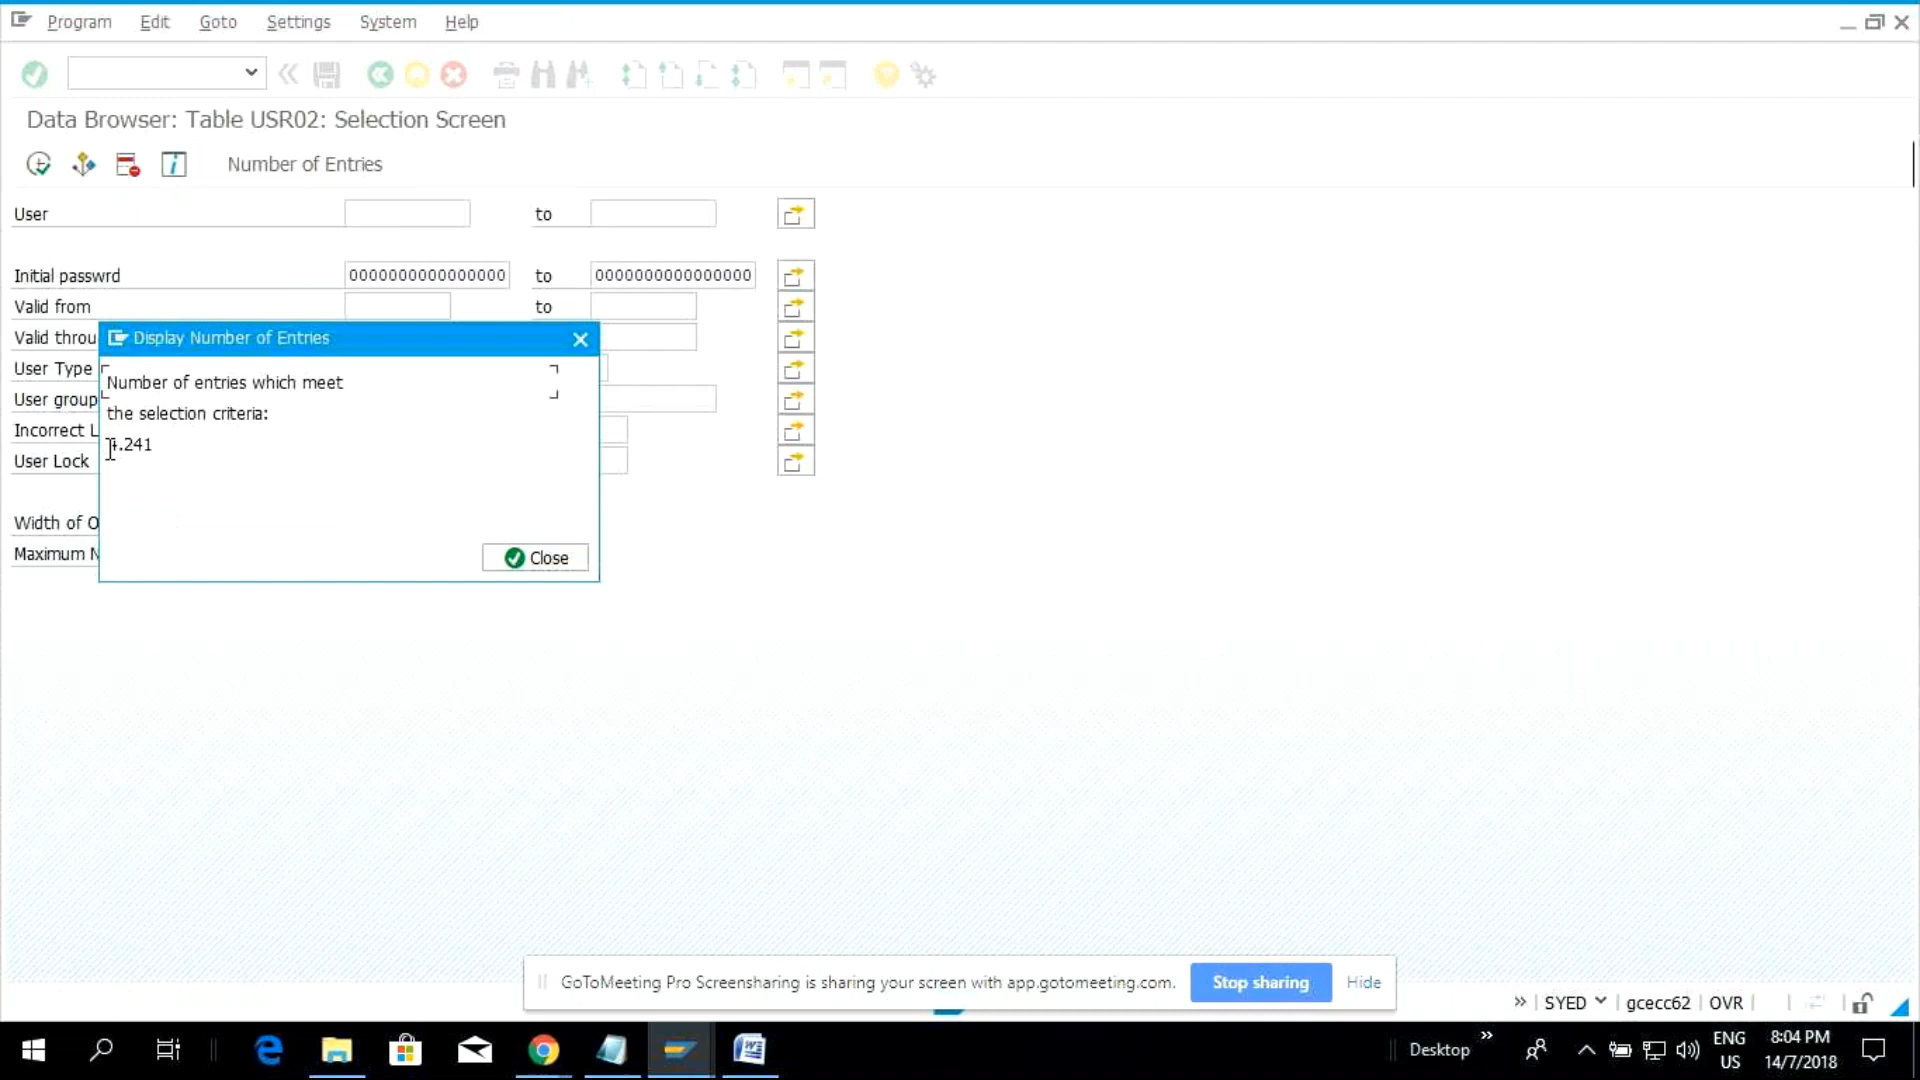 Program Edit Goto Settings System Help
Data Browser: Table USR02: Selection Screen
Number of Entries
User to
Initial passwrd 0000000000000000 to 0000000000000000
Valid from to
Valid throu
User Type
User group
Incorrect L
User Lock
Width of O
Maximum N
Display Number of Entries
Number of entries which meet
the selection criteria:
4.241
Close
GoToMeeting Pro Screensharing is sharing your screen with app.gotomeeting.com. Stop sharing Hide
SYED gcecc62 OVR
Desktop
ENG
US
8:04 PM
14/7/2018